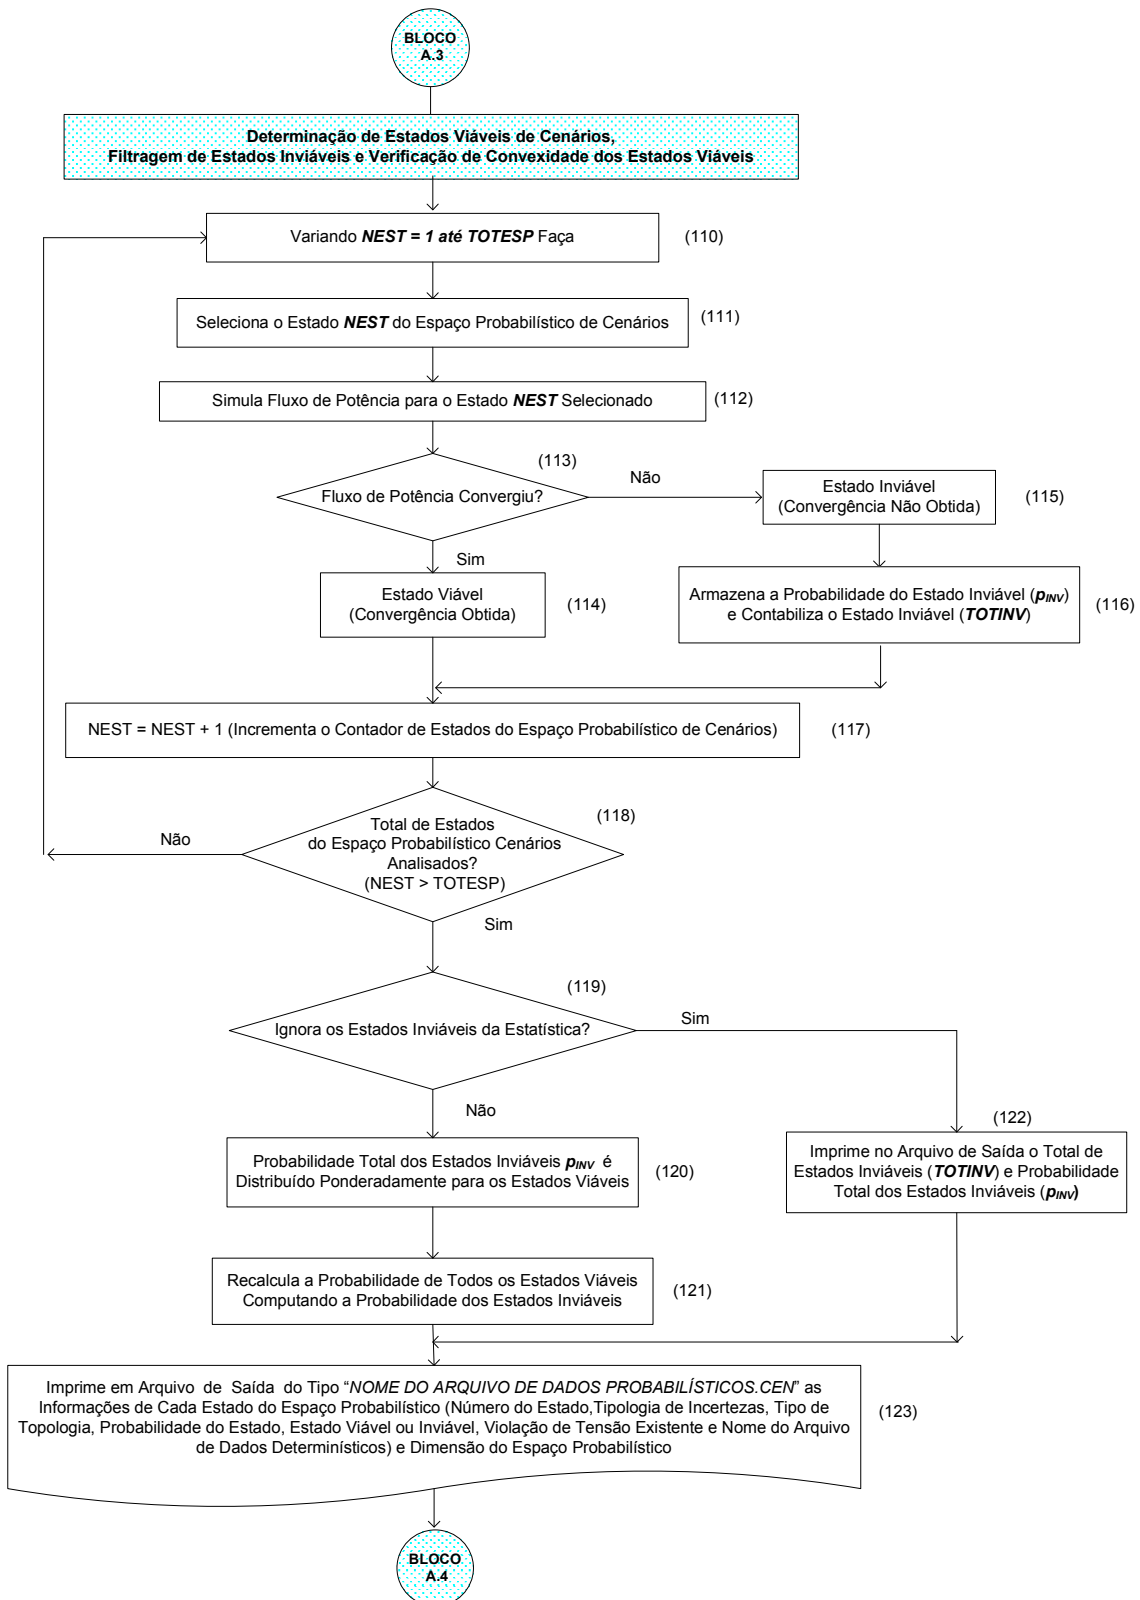 BLOCO
A.3
Determinação de Estados Viáveis de Cenários,
Filtragem de Estados Inviáveis e Verificação de Convexidade dos Estados Viáveis
Variando NEST = 1 até TOTESP Faça
(110)
Seleciona o Estado NEST do Espaço Probabilístico de Cenários
(111)
Simula Fluxo de Potência para o Estado NEST Selecionado
(112)
(113)
Fluxo de Potência Convergiu?
Não
Estado Inviável
(Convergência Não Obtida)
(115)
Sim
Estado Viável
(Convergência Obtida)
(114)
Armazena a Probabilidade do Estado Inviável (pINV)
e Contabiliza o Estado Inviável (TOTINV)
(116)
NEST = NEST + 1 (Incrementa o Contador de Estados do Espaço Probabilístico de Cenários)
(117)
(118)
Total de Estados
do Espaço Probabilístico Cenários
Analisados?
(NEST > TOTESP)
Não
Sim
(119)
Ignora os Estados Inviáveis da Estatística?
Sim
Não
(122)
Imprime no Arquivo de Saída o Total de
Estados Inviáveis (TOTINV) e Probabilidade
Total dos Estados Inviáveis (pINV)
Probabilidade Total dos Estados Inviáveis pINV é
Distribuído Ponderadamente para os Estados Viáveis
(120)
Recalcula a Probabilidade de Todos os Estados Viáveis
Computando a Probabilidade dos Estados Inviáveis
(121)
Imprime em Arquivo de Saída do Tipo “NOME DO ARQUIVO DE DADOS PROBABILÍSTICOS.CEN” as
Informações de Cada Estado do Espaço Probabilístico (Número do Estado,Tipologia de Incertezas, Tipo de
Topologia, Probabilidade do Estado, Estado Viável ou Inviável, Violação de Tensão Existente e Nome do Arquivo
de Dados Determinísticos) e Dimensão do Espaço Probabilístico
(123)
BLOCO
A.4